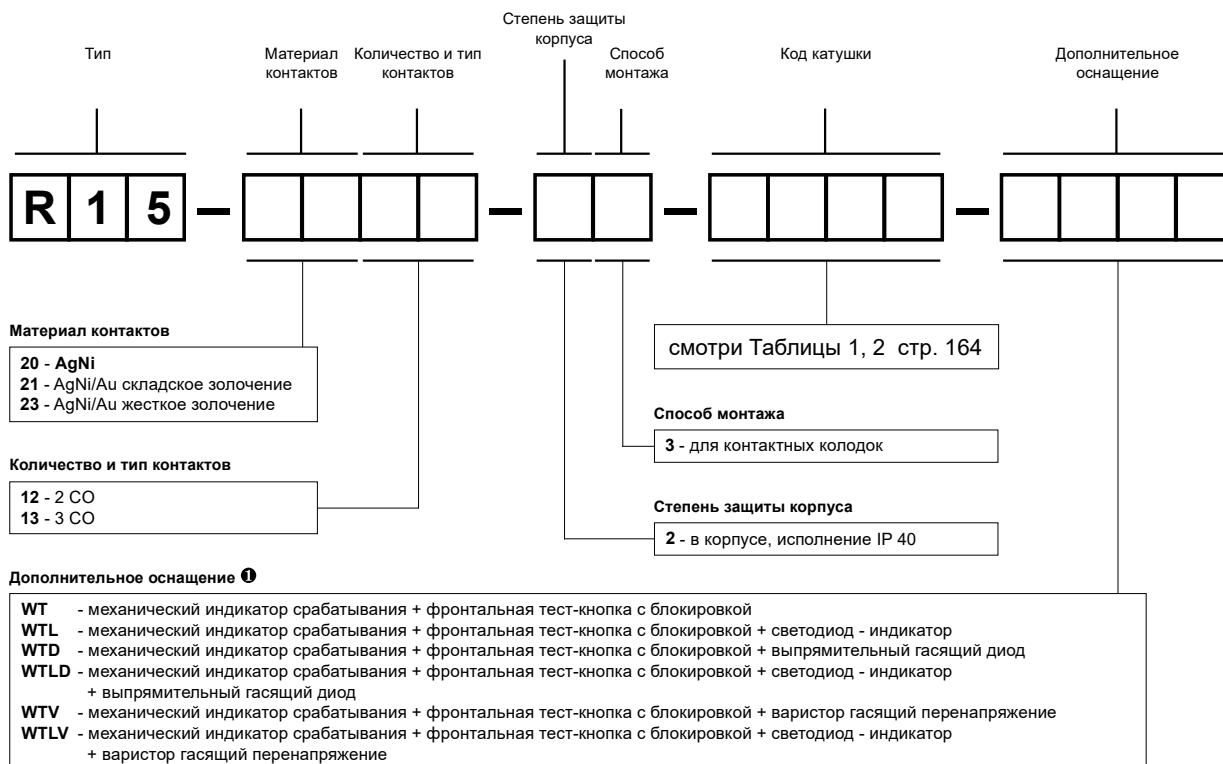 Степень защиты
корпуса
Тип
Материал
контактов
Количество и тип
контактов
Способ
монтажа
Код катушки
Дополнительное
оснащение
R 1 5 – – – –
Материал контактов
20 - AgNi
21 - AgNi/Au складское золочение
23 - AgNi/Au жесткое золочение
смотри Таблицы 1, 2 стр. 164
Способ монтажа
3 - для контактных колодок
Количество и тип контактов
12 - 2 CO
13 - 3 CO
Степень защиты корпуса
2 - в корпусе, исполнение IP 40
Дополнительное оснащение ❶
WT - механический индикатор срабатывания + фронтальная тест-кнопка с блокировкой
WTL - механический индикатор срабатывания + фронтальная тест-кнопка с блокировкой + светодиод - индикатор
WTD - механический индикатор срабатывания + фронтальная тест-кнопка с блокировкой + выпрямительный гасящий диод
WTLD - механический индикатор срабатывания + фронтальная тест-кнопка с блокировкой + светодиод - индикатор
+ выпрямительный гасящий диод
WTV - механический индикатор срабатывания + фронтальная тест-кнопка с блокировкой + варистор гасящий перенапряжение
WTLV - механический индикатор срабатывания + фронтальная тест-кнопка с блокировкой + светодиод - индикатор
+ варистор гасящий перенапряжение